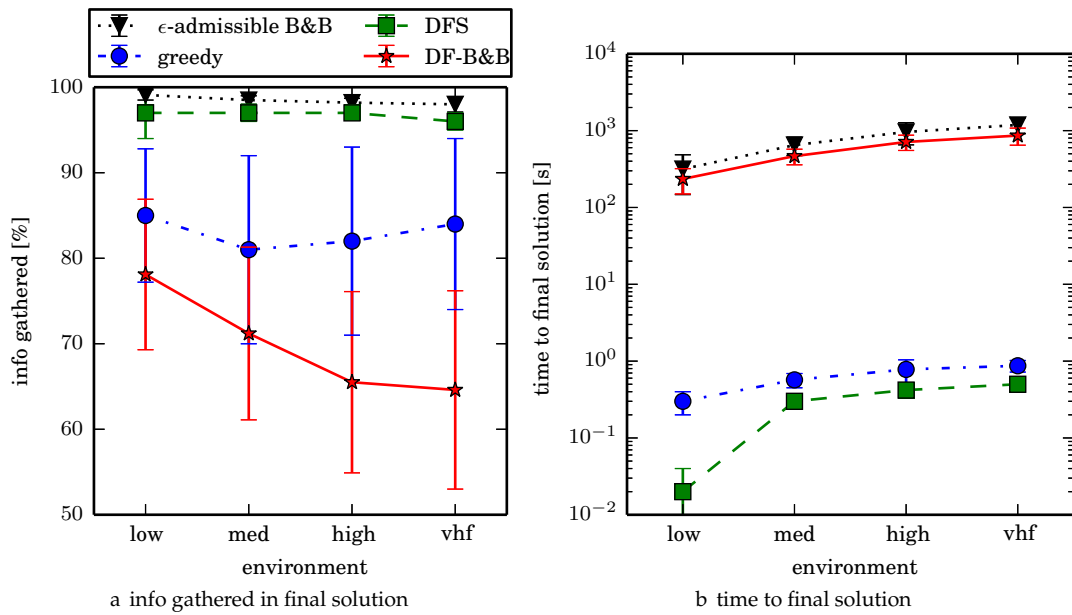 ϵ-admissible B&B
greedy
DFS
DF-B&B
100
90
80
70
60
50
info gathered [%]
low med high vhf
environment
a info gathered in final solution
10^4
10^3
10^2
10^1
10^0
10^−1
10^−2
time to final solution [s]
low med high vhf
environment
b time to final solution